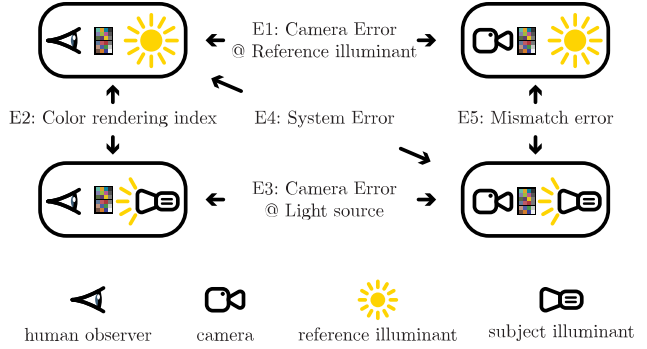 E1: Camera Error
@ Reference illuminant
E2: Color rendering index
E4: System Error
E5: Mismatch error
E3: Camera Error
@ Light source
human observer
camera
reference illuminant
subject illuminant